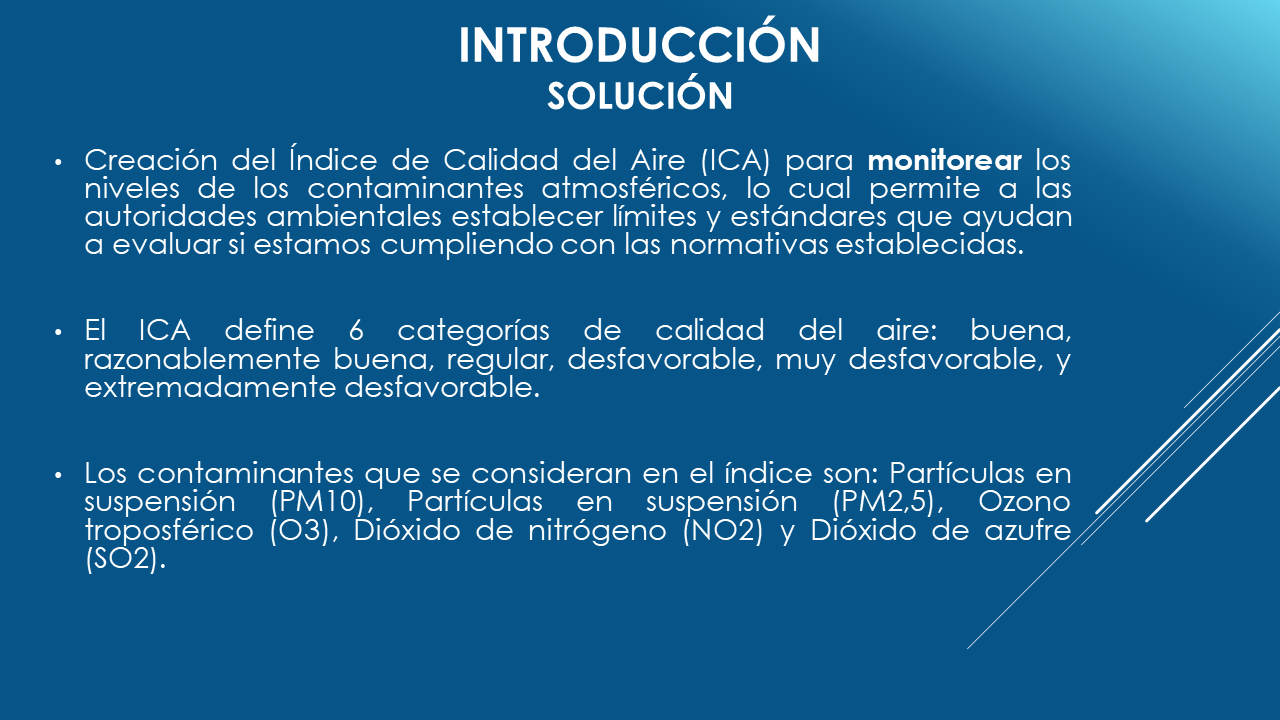 INTRODUCCIÓN
SOLUCIÓN
• Creación del Índice de Calidad del Aire (ICA) para monitorear los
niveles de los contaminantes atmosféricos, lo cual permite a las
autoridades ambientales establecer límites y estándares que ayudan
a evaluar si estamos cumpliendo con las normativas establecidas.
• El ICA define 6 categorías de calidad del aire: buena,
razonablemente buena, regular, desfavorable, muy desfavorable, y
extremadamente desfavorable.
• Los contaminantes que se consideran en el índice son: Partículas en
suspensión (PM10), Partículas en suspensión (PM2,5), Ozono
troposférico (O3), Dióxido de nitrógeno (NO2) y Dióxido de azufre
(SO2).